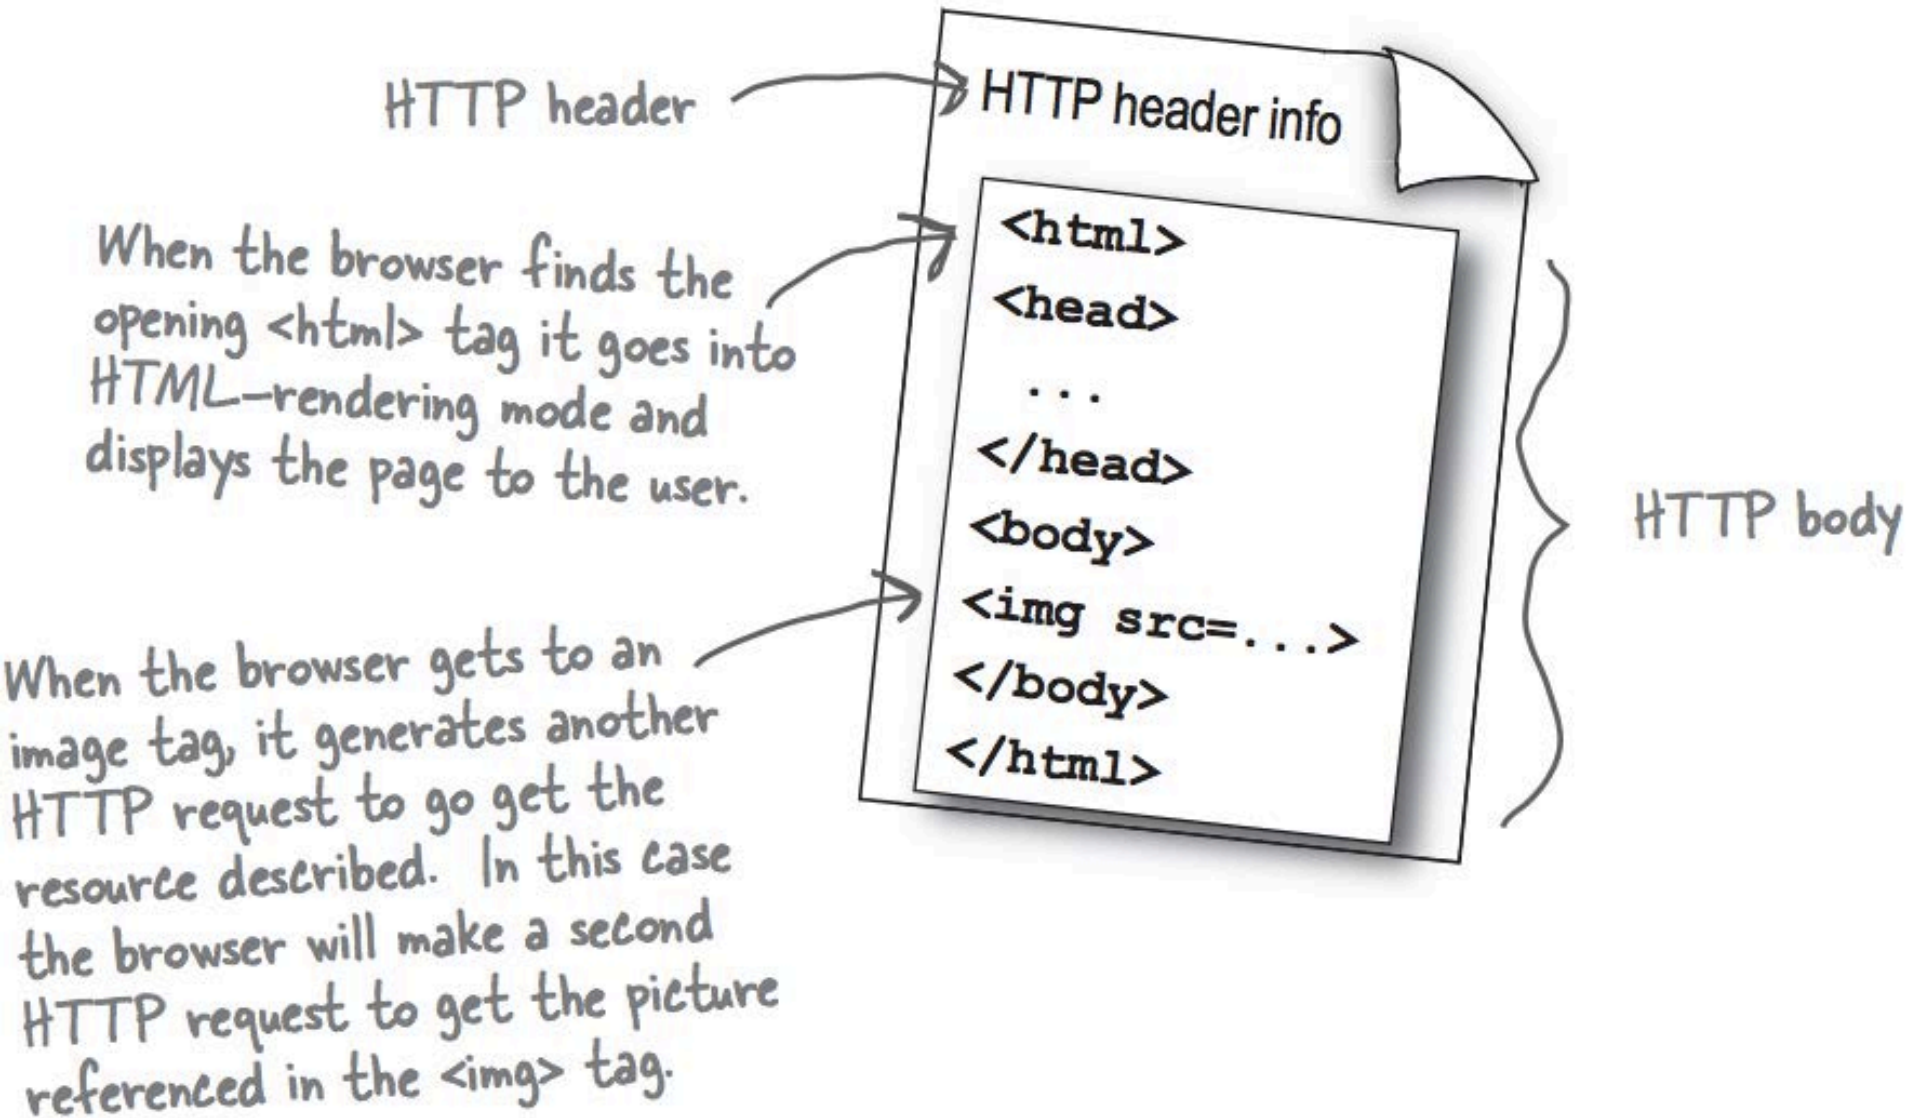 HTTP header
HTTP header info
When the browser finds the
opening <html> tag it goes into
HTML-rendering mode and
displays the page to the user.
<html>
<head>
...
</head>
<body>
<img src=...>
</body>
</html>
HTTP body
When the browser gets to an
image tag, it generates another
HTTP request to go get the
resource described. In this case
the browser will make a second
HTTP request to get the picture
referenced in the <img> tag.